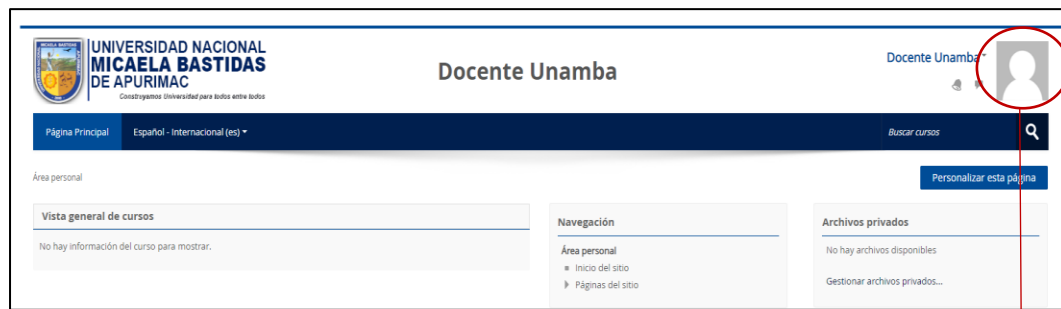 UNIVERSIDAD NACIONAL
MICAELA BASTIDAS
DE APURIMAC
Construyamos Universidad para todos entre todos
Docente Unamba
Docente Unamba
Página Principal
Español - Internacional (es)
Buscar cursos
Área personal
Personalizar esta página
Vista general de cursos
No hay información del curso para mostrar.
Navegación
Área personal
Inicio del sitio
Páginas del sitio
Archivos privados
No hay archivos disponibles
Gestionar archivos privados...